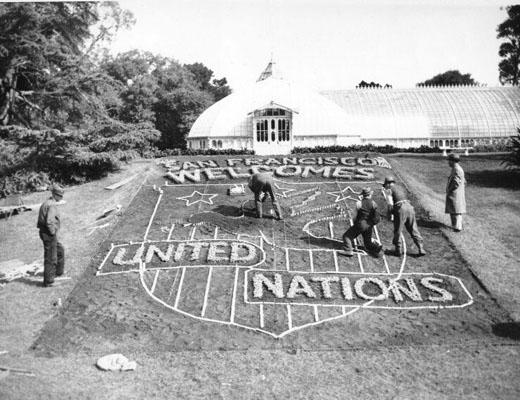 SAN FRANCISCO
WELCOMES
UNITED
NATIONS